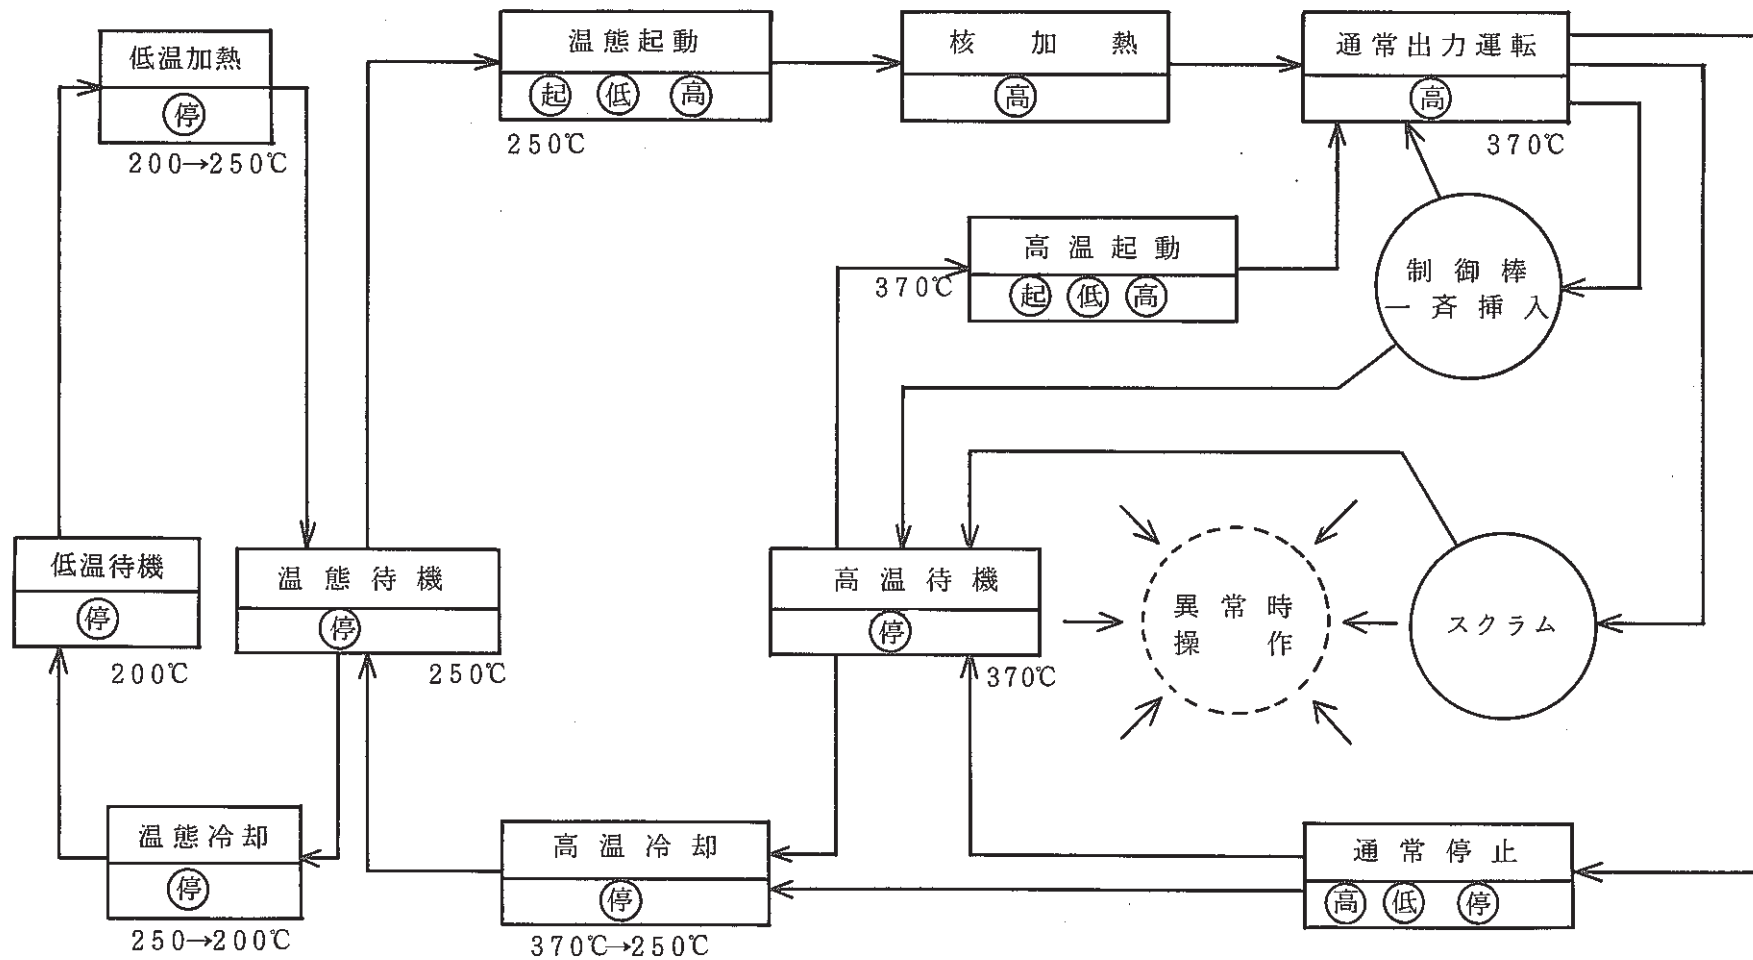 低温加熱
停
200→250℃
温態起動
起 低 高
250℃
核加熱
高
通常出力運転
高
370℃
高温起動
起 低 高
370℃
制御棒
一斉挿入
低温待機
停
200℃
温態待機
停
250℃
高温待機
停
370℃
異常時
操作
スクラム
温態冷却
停
250→200℃
高温冷却
停
370℃→250℃
通常停止
高 低 停